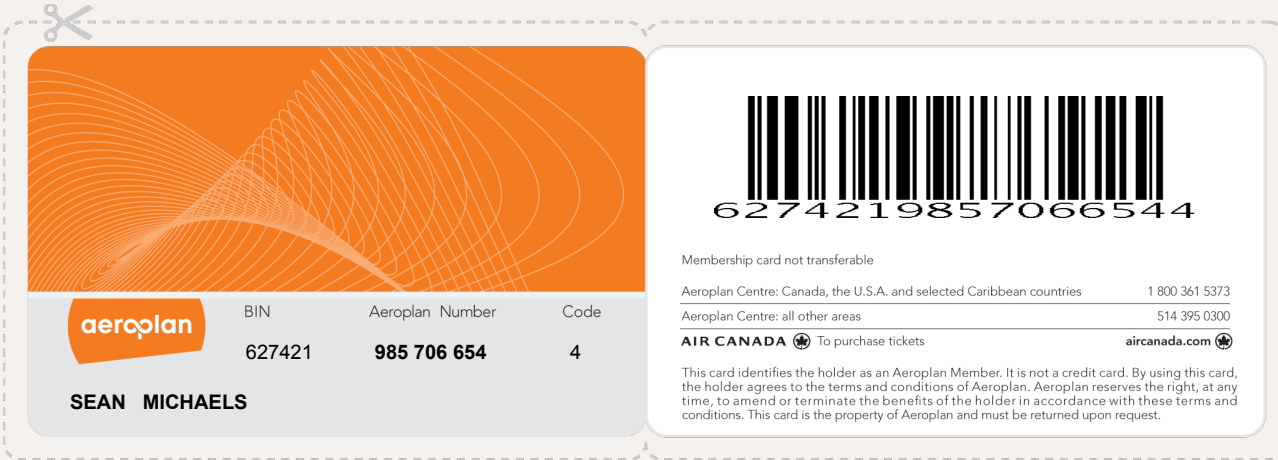 aeroplan
BIN Aeroplan Number Code
627421 985 706 654 4
SEAN MICHAELS
6274219857066544
Membership card not transferable
Aeroplan Centre: Canada, the U.S.A. and selected Caribbean countries 1 800 361 5373
Aeroplan Centre: all other areas 514 395 0300
AIR CANADA To purchase tickets aircanada.com
This card identifies the holder as an Aeroplan Member. It is not a credit card. By using this card,
the holder agrees to the terms and conditions of Aeroplan. Aeroplan reserves the right, at any
time, to amend or terminate the benefits of the holder in accordance with these terms and
conditions. This card is the property of Aeroplan and must be returned upon request.